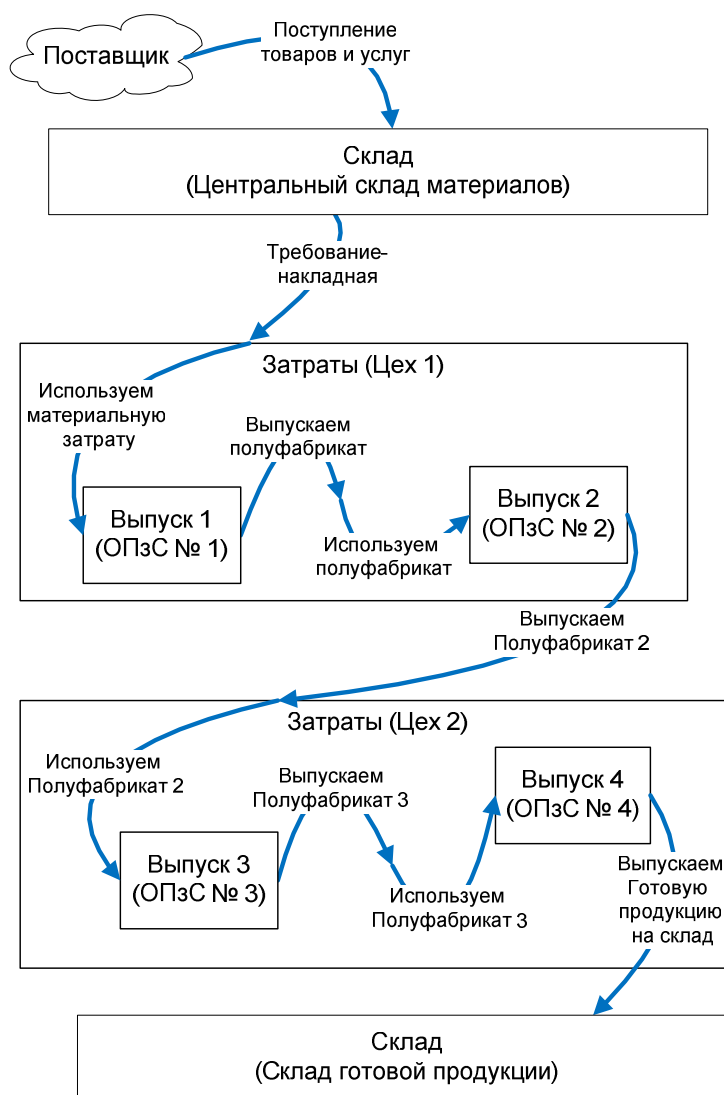 Поставщик
Поступление
товаров и услуг
Склад
(Центральный склад материалов)
Требование-
накладная
Затраты (Цех 1)
Используем
материальную
затрату
Выпускаем
полуфабрикат
Выпуск 1
(ОПзС № 1)
Используем
полуфабрикат
Выпуск 2
(ОПзС № 2)
Выпускаем
Полуфабрикат 2
Затраты (Цех 2)
Используем
Полуфабрикат 2
Выпускаем
Полуфабрикат 3
Выпуск 3
(ОПзС № 3)
Используем
Полуфабрикат 3
Выпуск 4
(ОПзС № 4)
Выпускаем
Готовую
продукцию
на склад
Склад
(Склад готовой продукции)